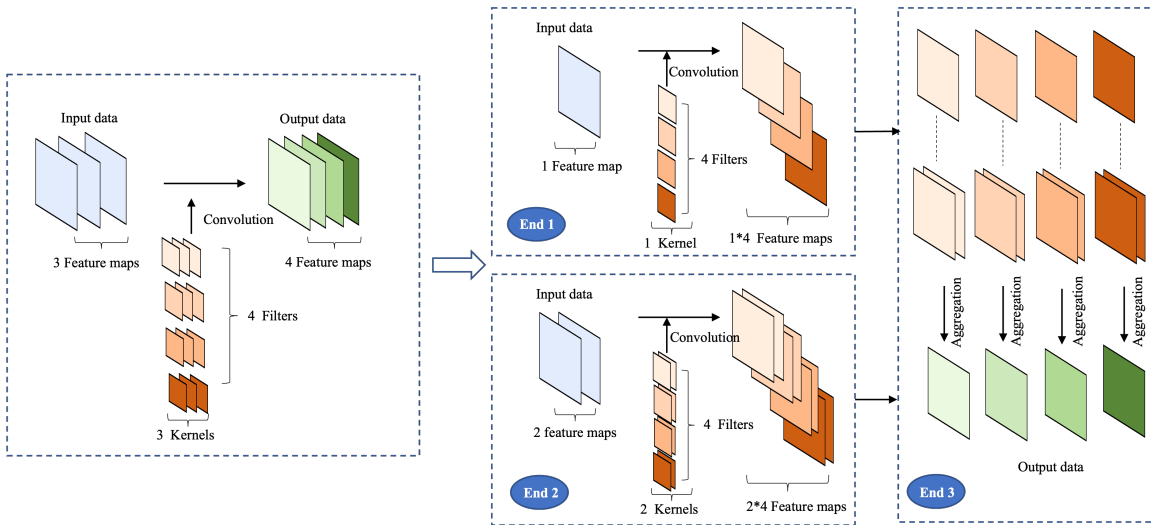 Input data
Output data
Convolution
3 Feature maps
4 Feature maps
4 Filters
3 Kernels
Input data
Convolution
4 Filters
1 Feature map
End 1
1 Kernel
1*4 Feature maps
Input data
Convolution
4 Filters
2 feature maps
End 2
2 Kernels
2*4 Feature maps
Aggregation
Aggregation
Aggregation
Aggregation
Output data
End 3